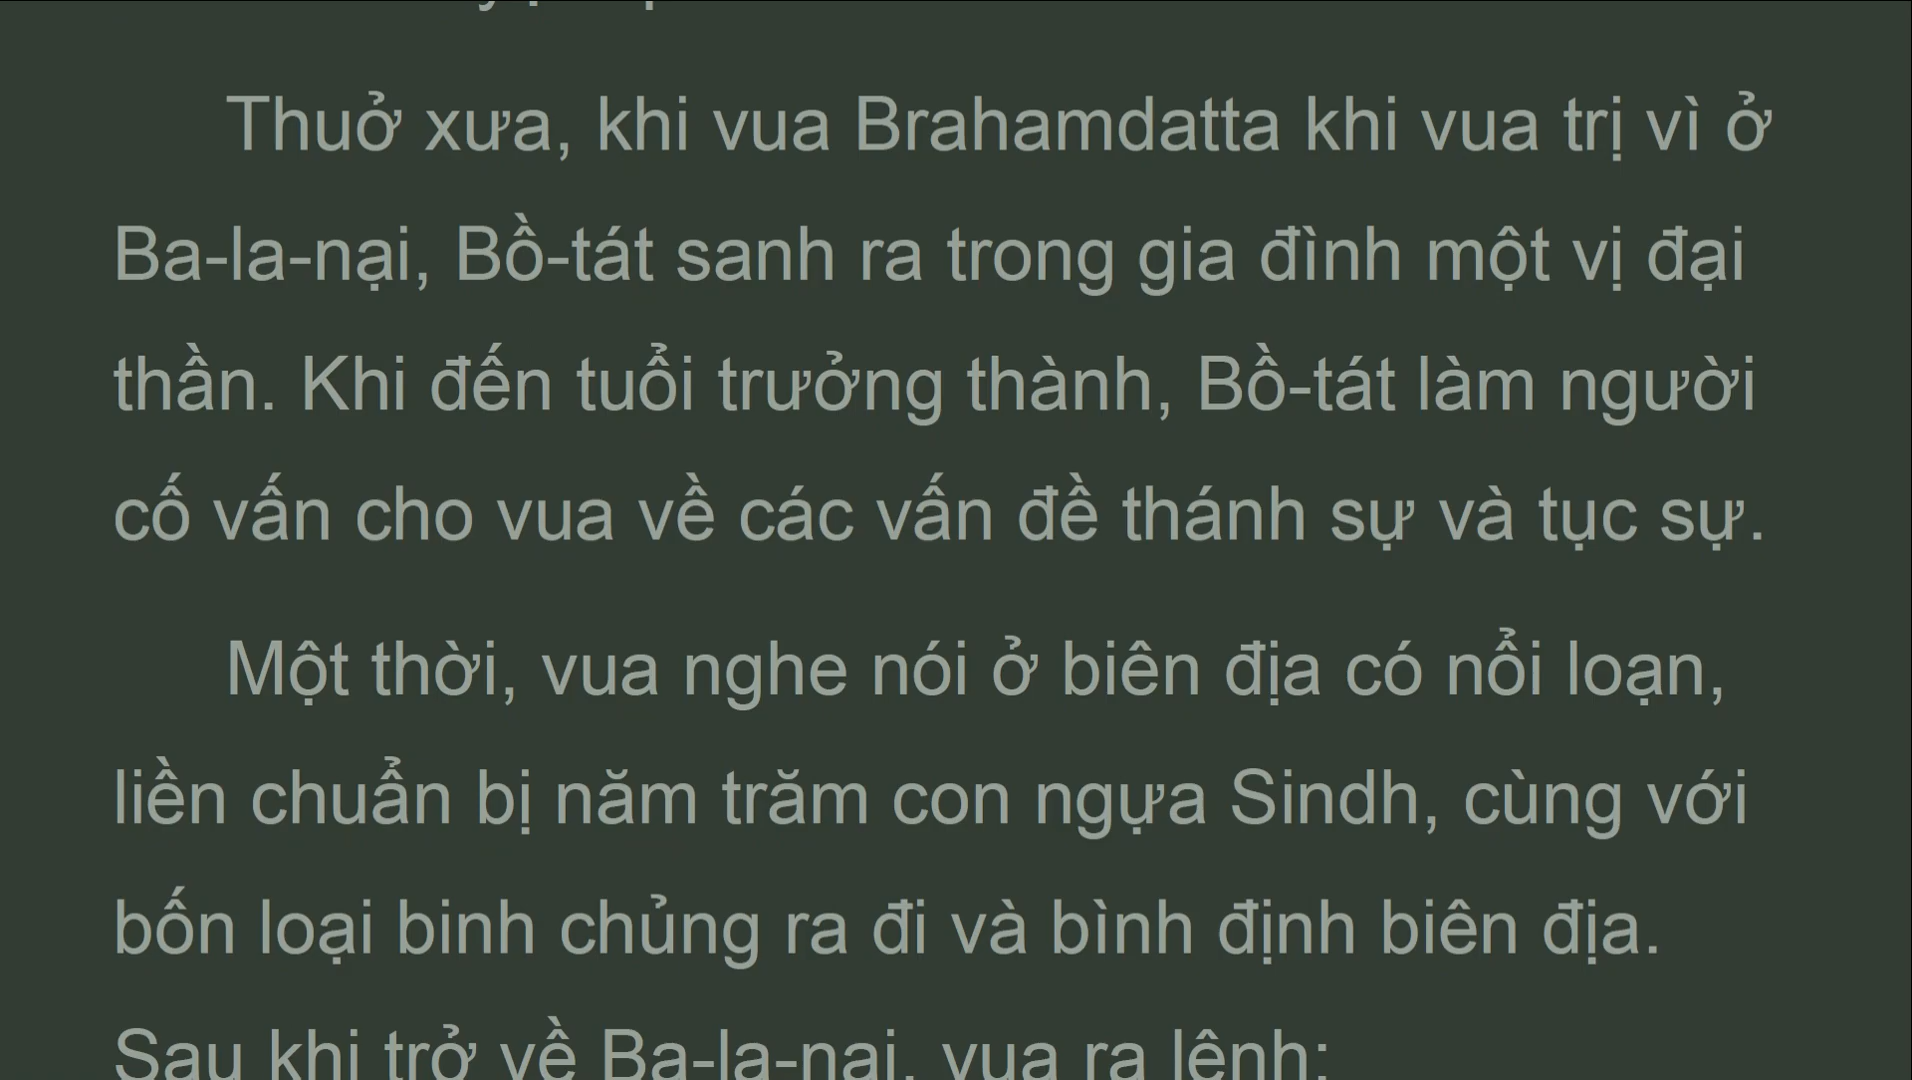 Thuở xưa, khi vua Brahamdatta khi vua trị vì ở
Ba-la-nại, Bồ-tát sanh ra trong gia đình một vị đại
thần. Khi đến tuổi trưởng thành, Bồ-tát làm người
cố vấn cho vua về các vấn đề thánh sự và tục sự.
Một thời, vua nghe nói ở biên địa có nổi loạn,
liền chuẩn bị năm trăm con ngựa Sindh, cùng với
bốn loại binh chủng ra đi và bình định biên địa.
Sau khi trở về Ba-la-nại, vua ra lệnh: